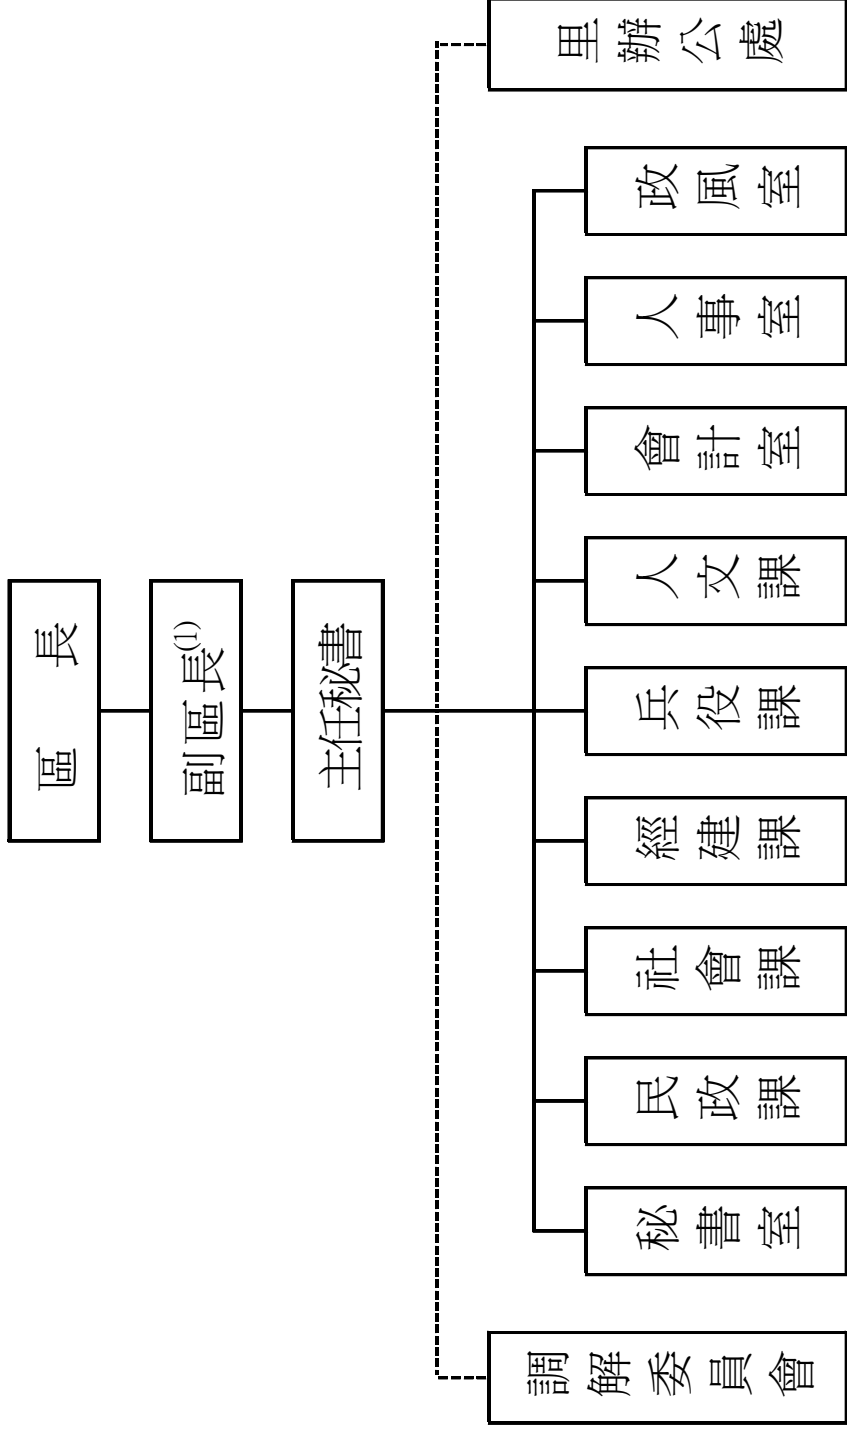 區長
副區長(1)
主任秘書
調解委員會
秘書室
民政課
社會課
經建課
兵役課
人文課
會計室
人事室
政風室
里辦公處